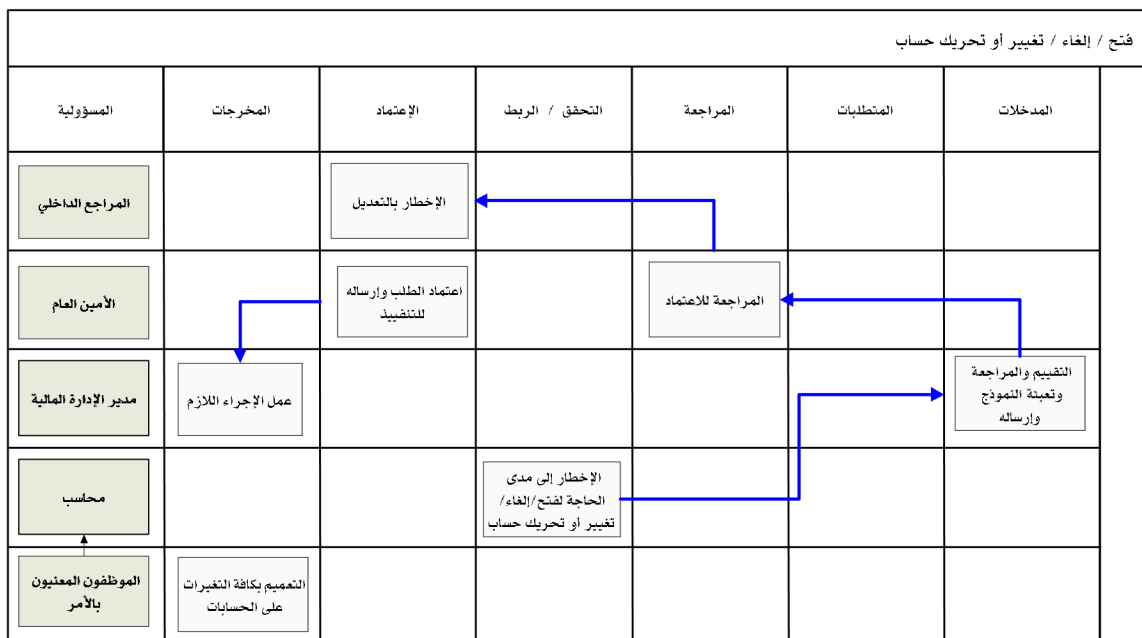 فتح / إلغاء / تغيير أو تحريك حساب
المدخلات
المتطلبات
المراجعة
التحقق / الربط
الإعتماد
المخرجات
المسؤولية
الإخطار بالتعديل
المراجع الداخلي
المراجعة للاعتماد
اعتماد الطلب وإرساله
للتنفييذ
الأمين العام
التقييم والمراجعة
وتعبئة النموذج
وإرساله
عمل الإجراء اللازم
مدير الإدارة المالية
الإخطار إلى مدى
الحاجة لفتح/إلغاء/
تغيير أو تحريك حساب
محاسب
التعميم بكافة التغيرات
على الحسابات
الموظفون المعنيون
بالأمر